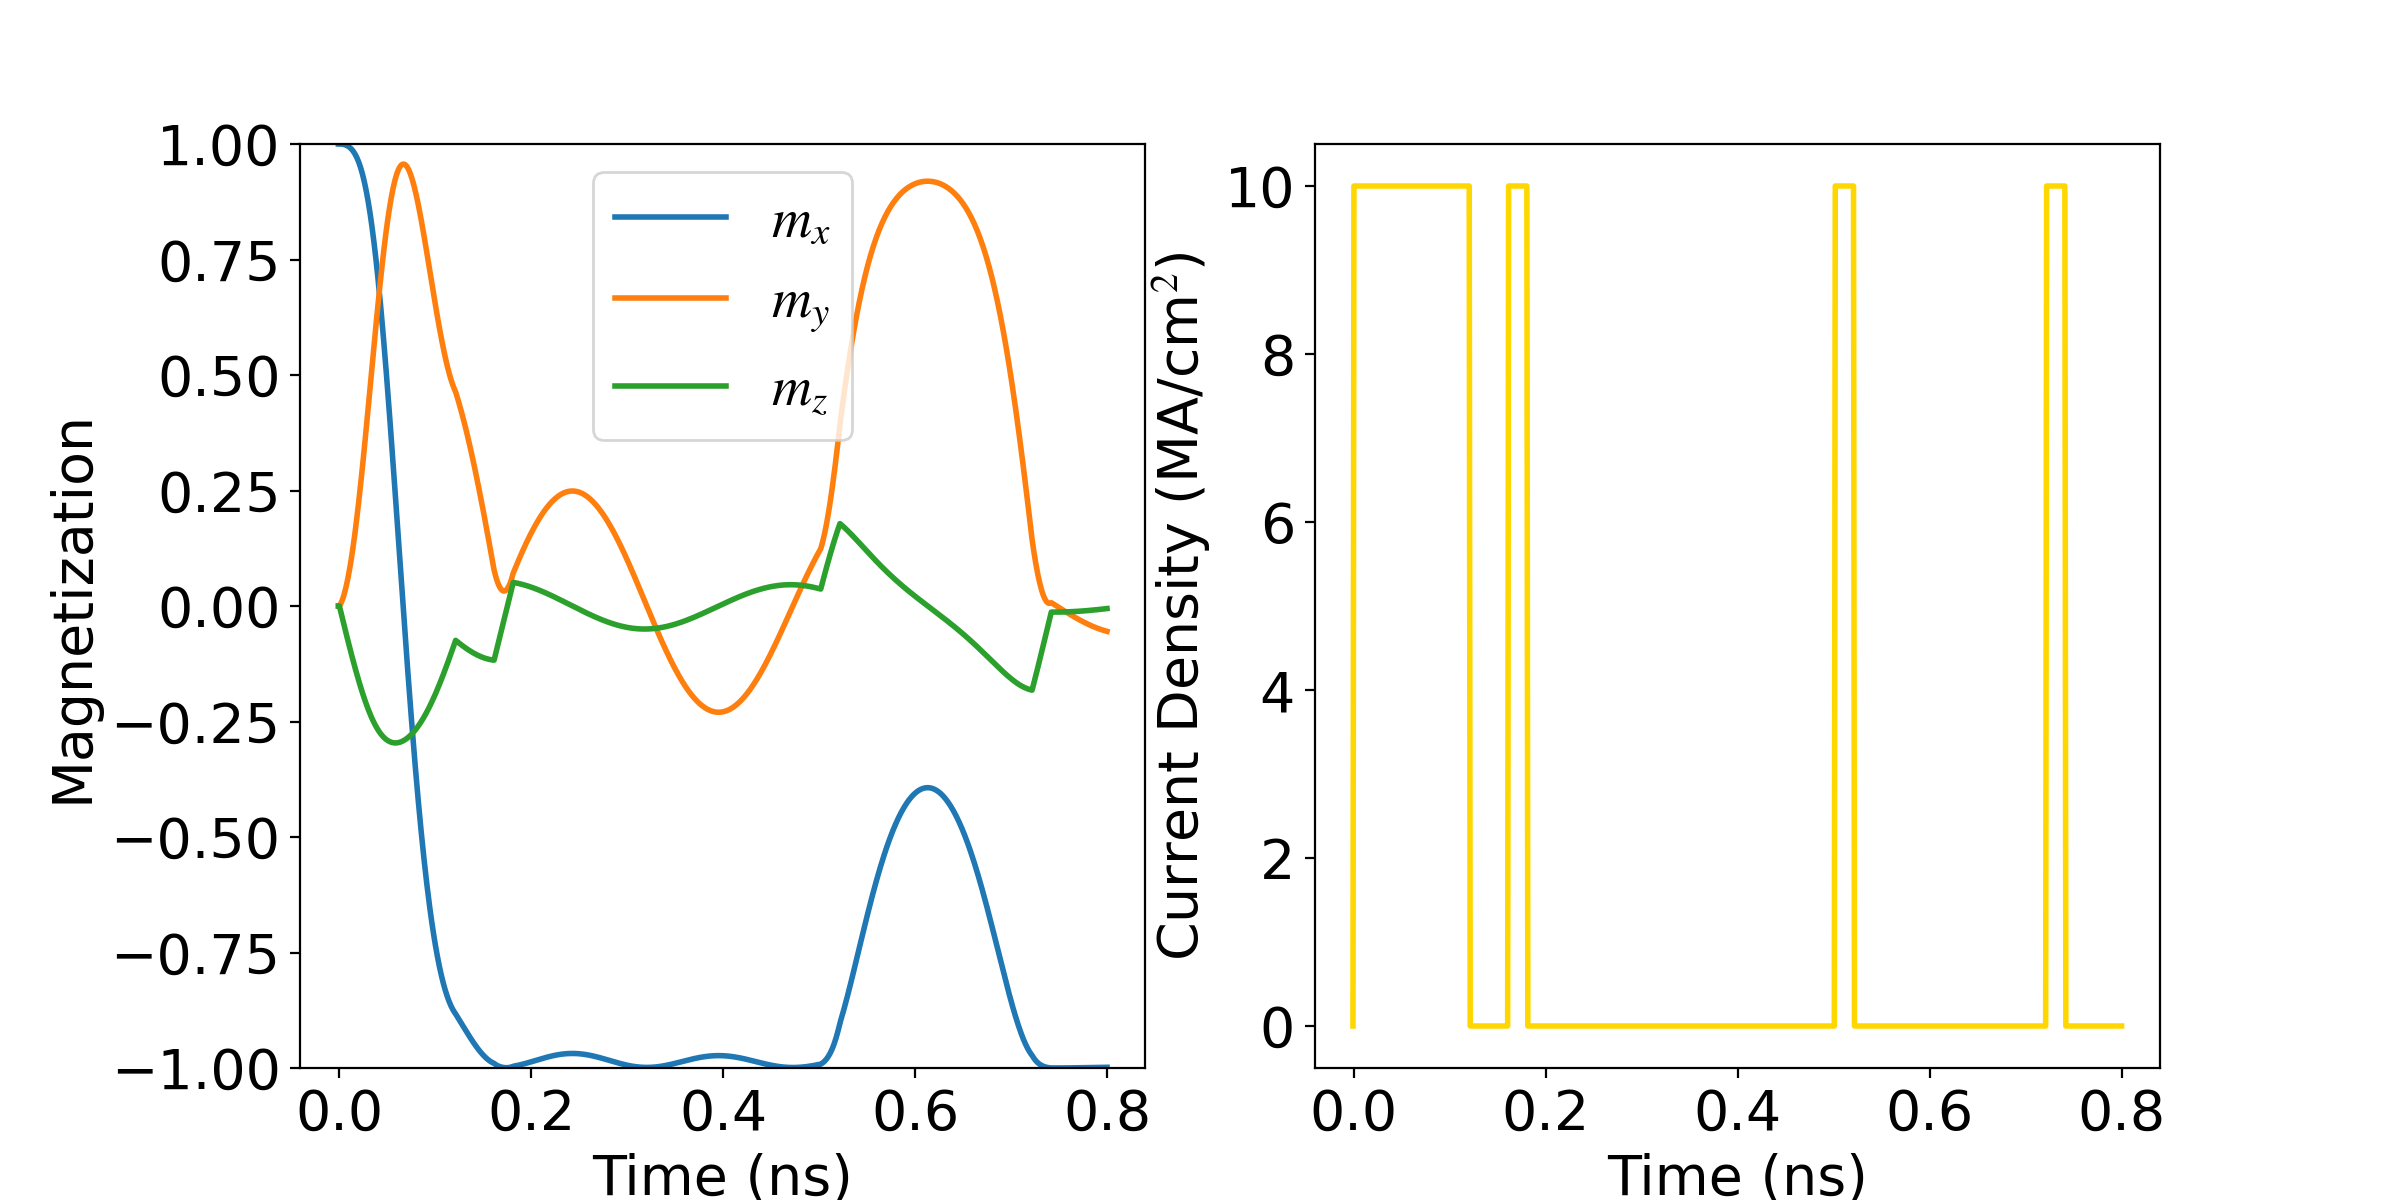 Magnetization
1.00
0.75
0.50
0.25
0.00
−0.25
−0.50
−0.75
−1.00
0.0 0.2 0.4 0.6 0.8
Time (ns)
m_x
m_y
m_z
Current Density (MA/cm²)
10
8
6
4
2
0
0.0 0.2 0.4 0.6 0.8
Time (ns)